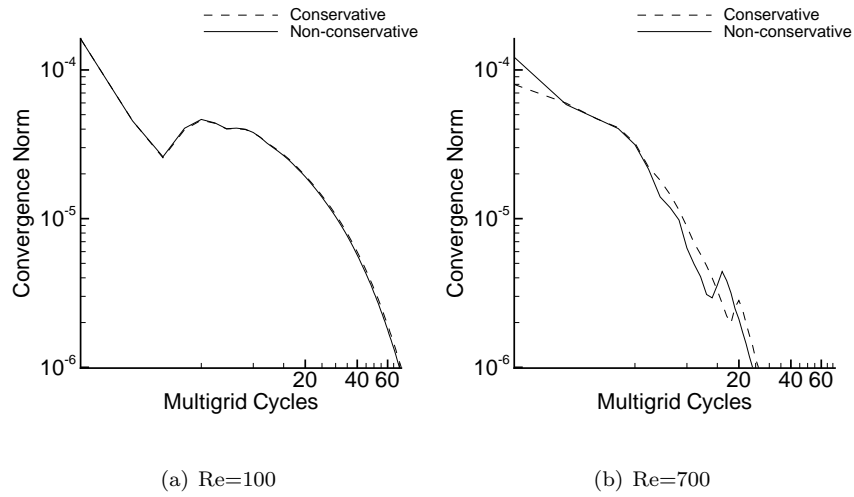 Conservative
Non-conservative
10-4
10-5
10-6
Convergence Norm
20 40 60
Multigrid Cycles
(a) Re=100
Conservative
Non-conservative
10-4
10-5
10-6
Convergence Norm
20 40 60
Multigrid Cycles
(b) Re=700